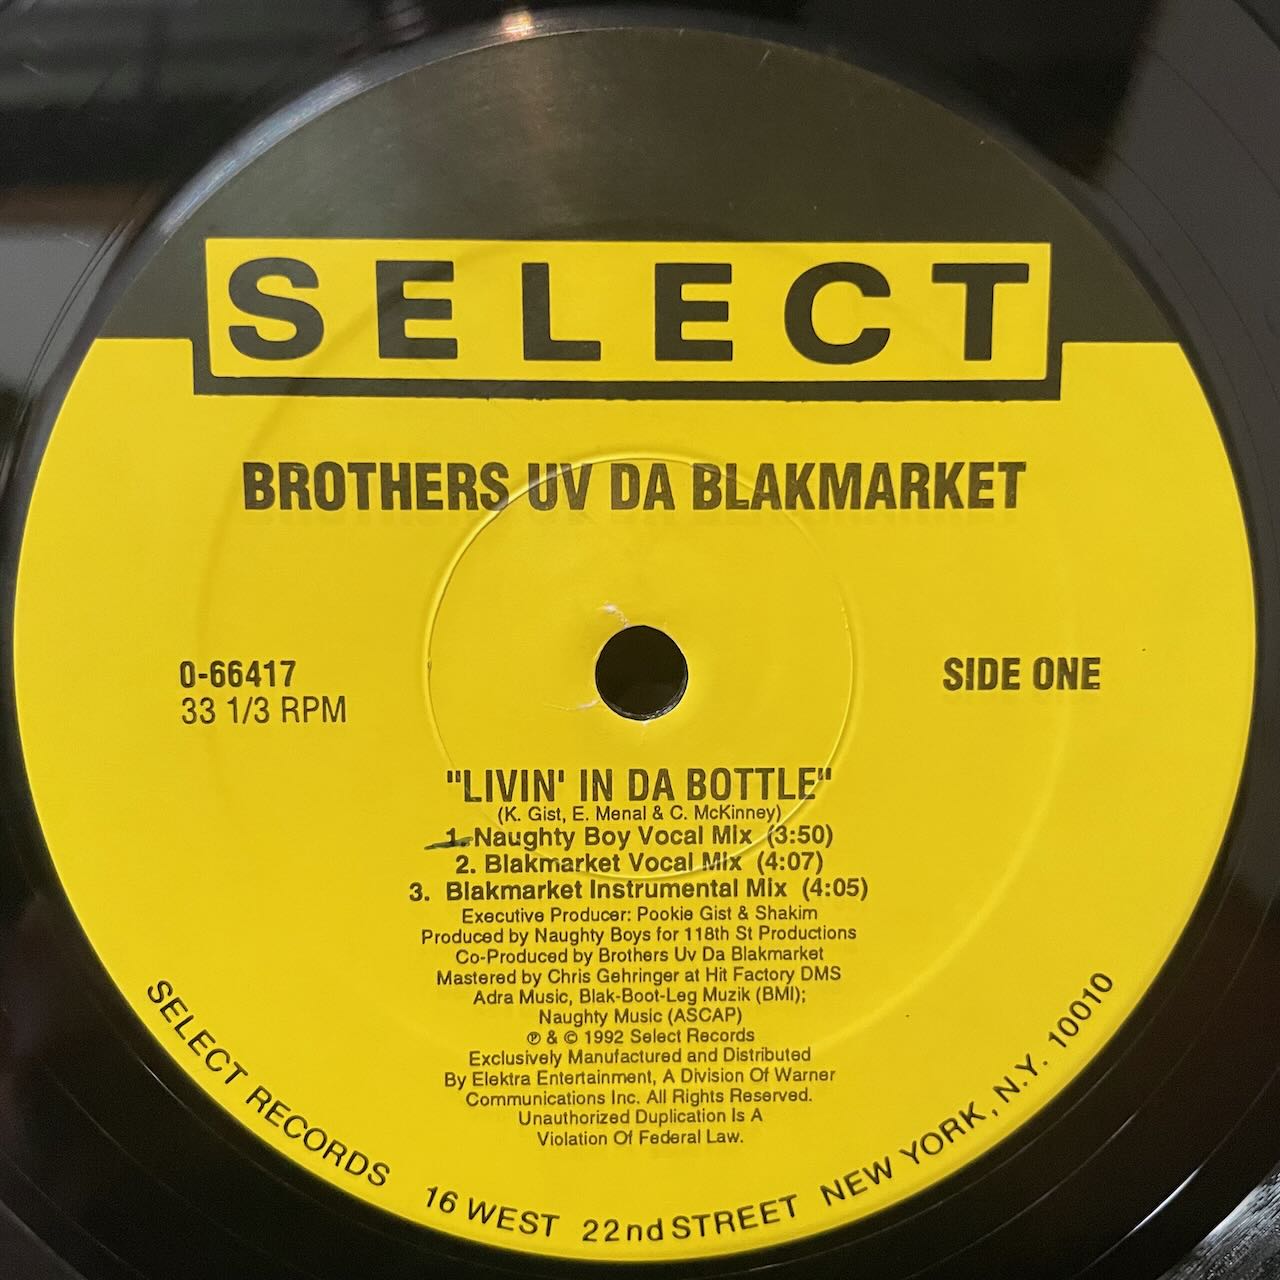 SELECT
BROTHERS UV DA BLAKMARKET
0-66417
33 1/3 RPM
SIDE ONE
"LIVIN' IN DA BOTTLE"
(K. Gist, E. Menal & C. McKinney)
1. Naughty Boy Vocal Mix (3:50)
2. Blakmarket Vocal Mix (4:07)
3. Blakmarket Instrumental Mix (4:05)
Executive Producer: Pookie Gist & Shakim
Produced by Naughty Boys for 118th St Productions
Co-Produced by Brothers Uv Da Blakmarket
Mastered by Chris Gehringer at Hit Factory DMS
Adra Music, Blak-Boot-Leg Muzik (BMI);
Naughty Music (ASCAP)
℗ & © 1992 Select Records
Exclusively Manufactured and Distributed
By Elektra Entertainment, A Division Of Warner
Communications Inc. All Rights Reserved.
Unauthorized Duplication Is A
Violation Of Federal Law.
SELECT RECORDS 16 WEST 22nd STREET NEW YORK, N.Y. 10010